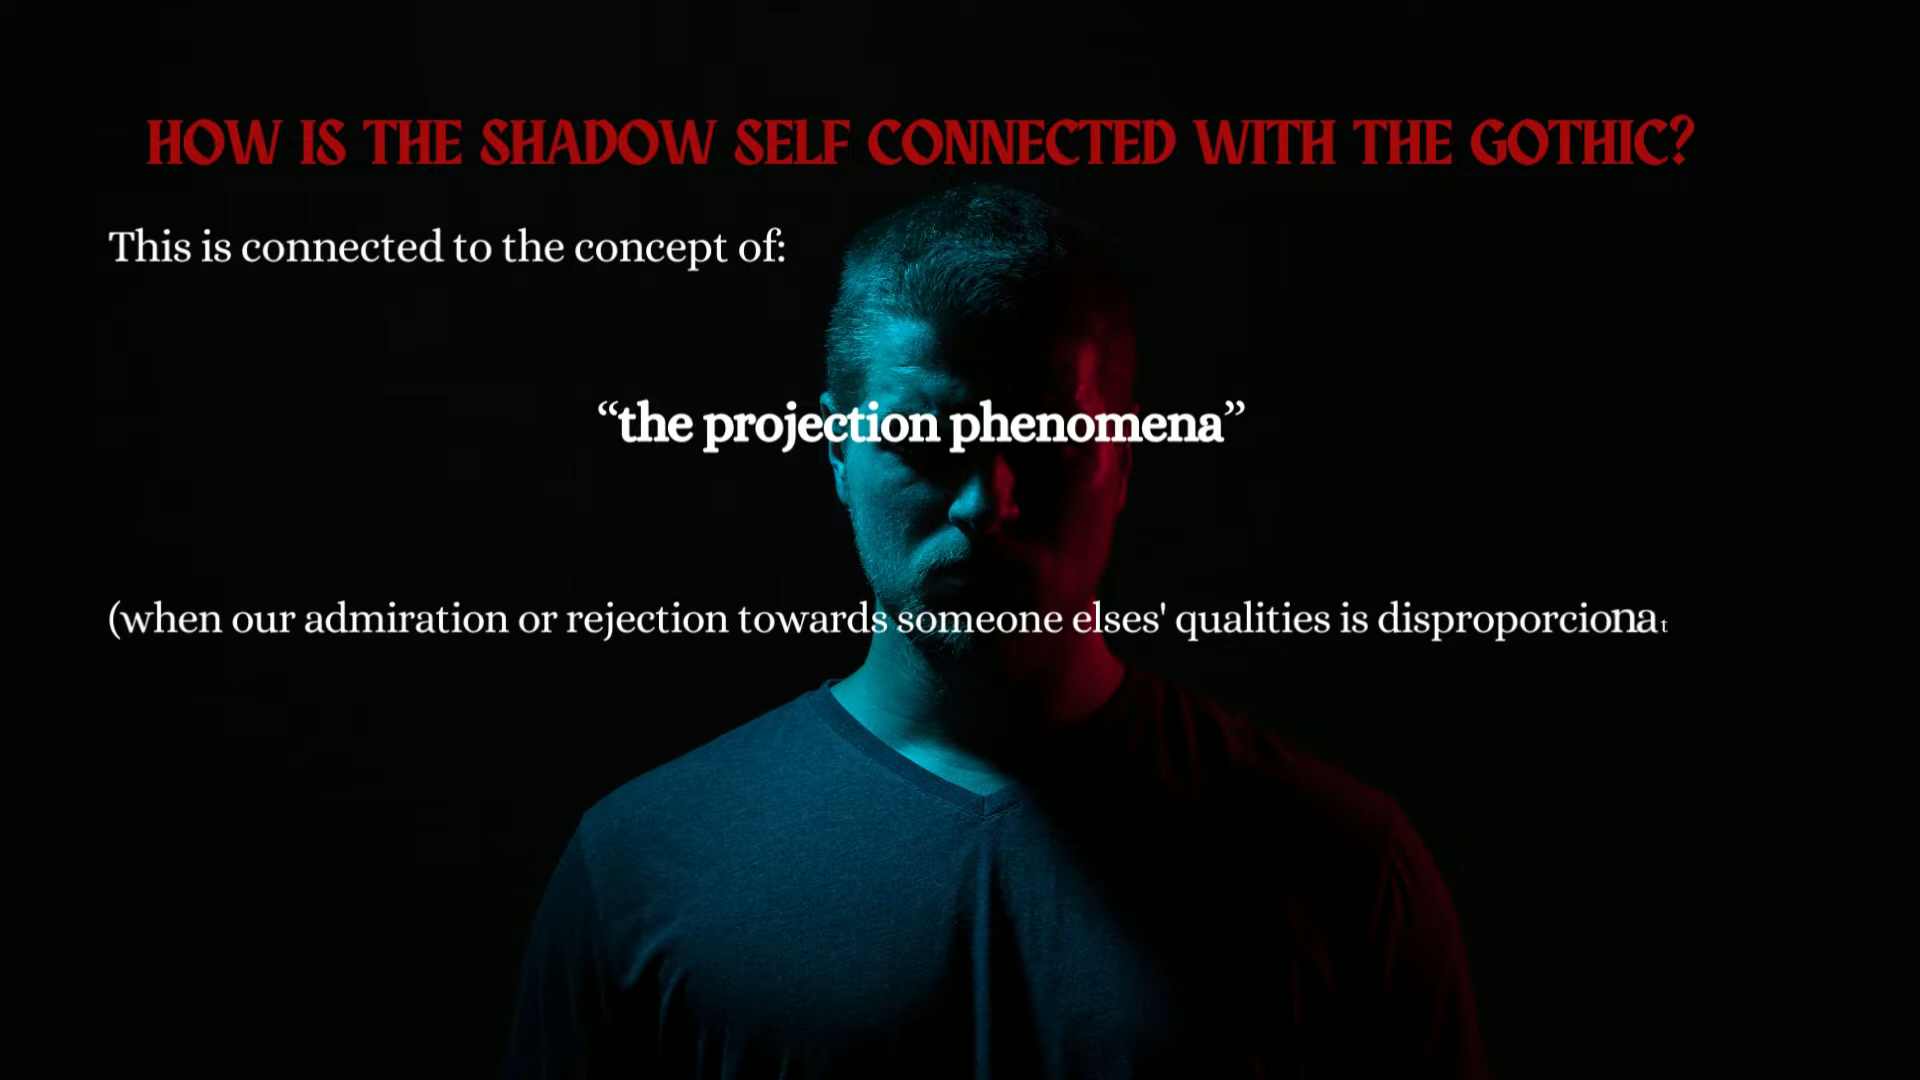 HOW IS THE SHADOW SELF CONNECTED WITH THE GOTHIC?
This is connected to the concept of:
“the projection phenomena”
(when our admiration or rejection towards someone elses' qualities is disproporcionat